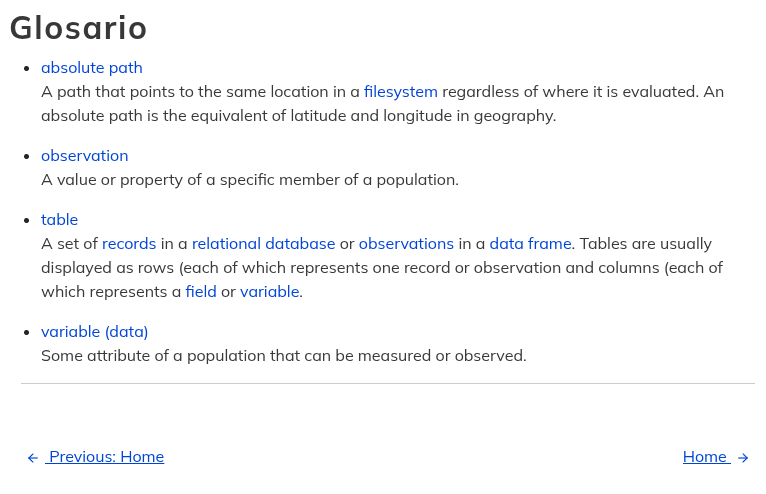 Glosario
absolute path
A path that points to the same location in a filesystem regardless of where it is evaluated. An
absolute path is the equivalent of latitude and longitude in geography.
observation
A value or property of a specific member of a population.
table
A set of records in a relational database or observations in a data frame. Tables are usually
displayed as rows (each of which represents one record or observation and columns (each of
which represents a field or variable.
variable (data)
Some attribute of a population that can be measured or observed.
← Previous: Home
Home →